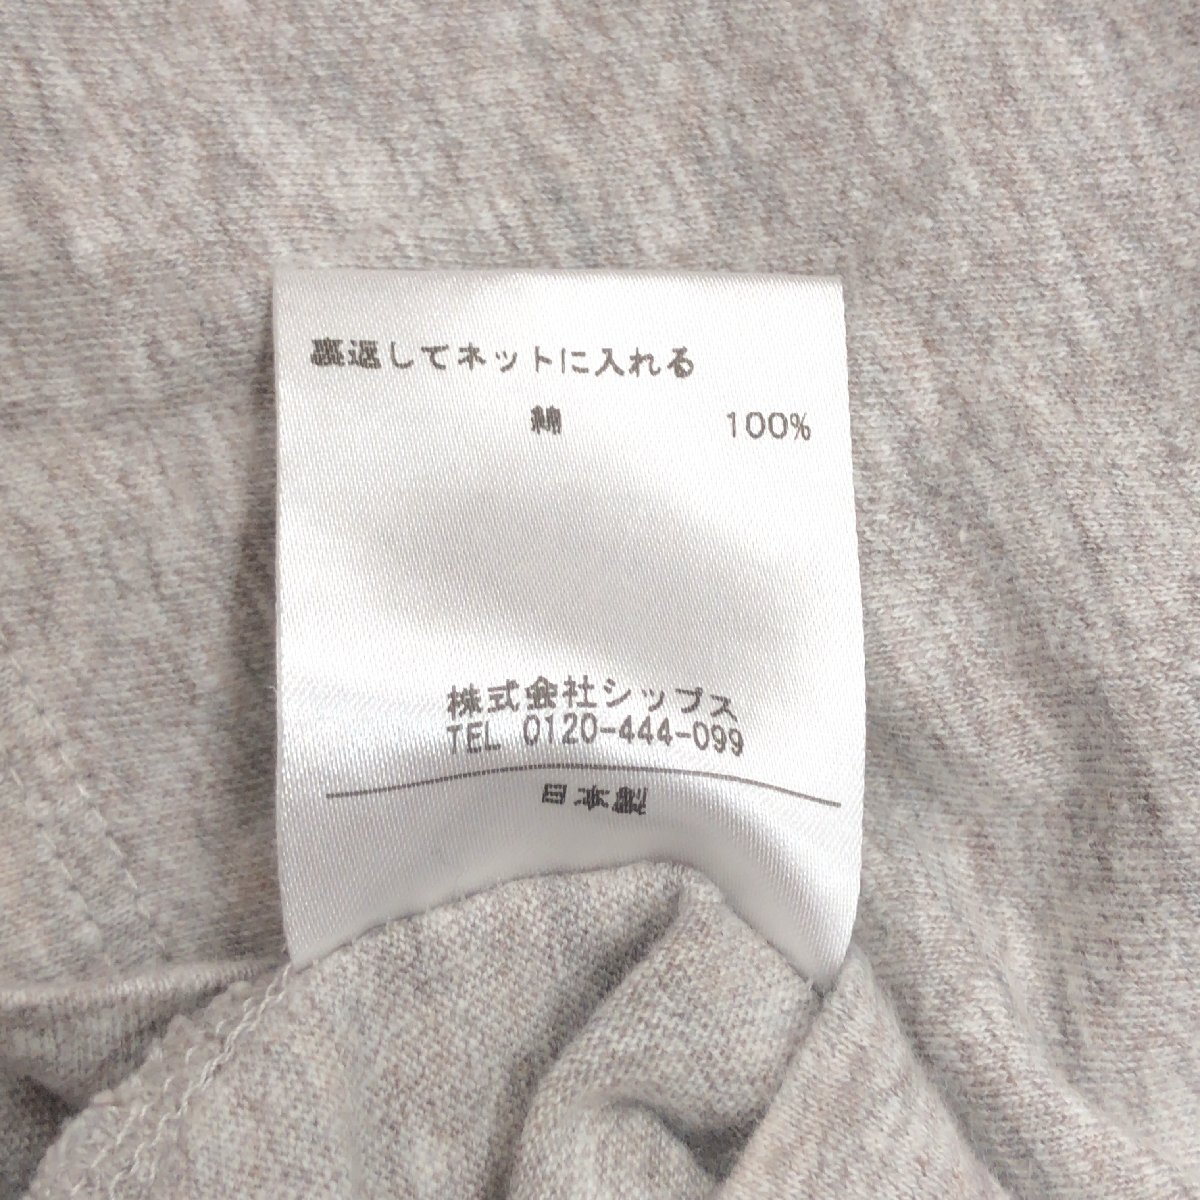 裏返してネットに入れる
綿 100%
株式会社シップス
TEL 0120-444-099
日本製